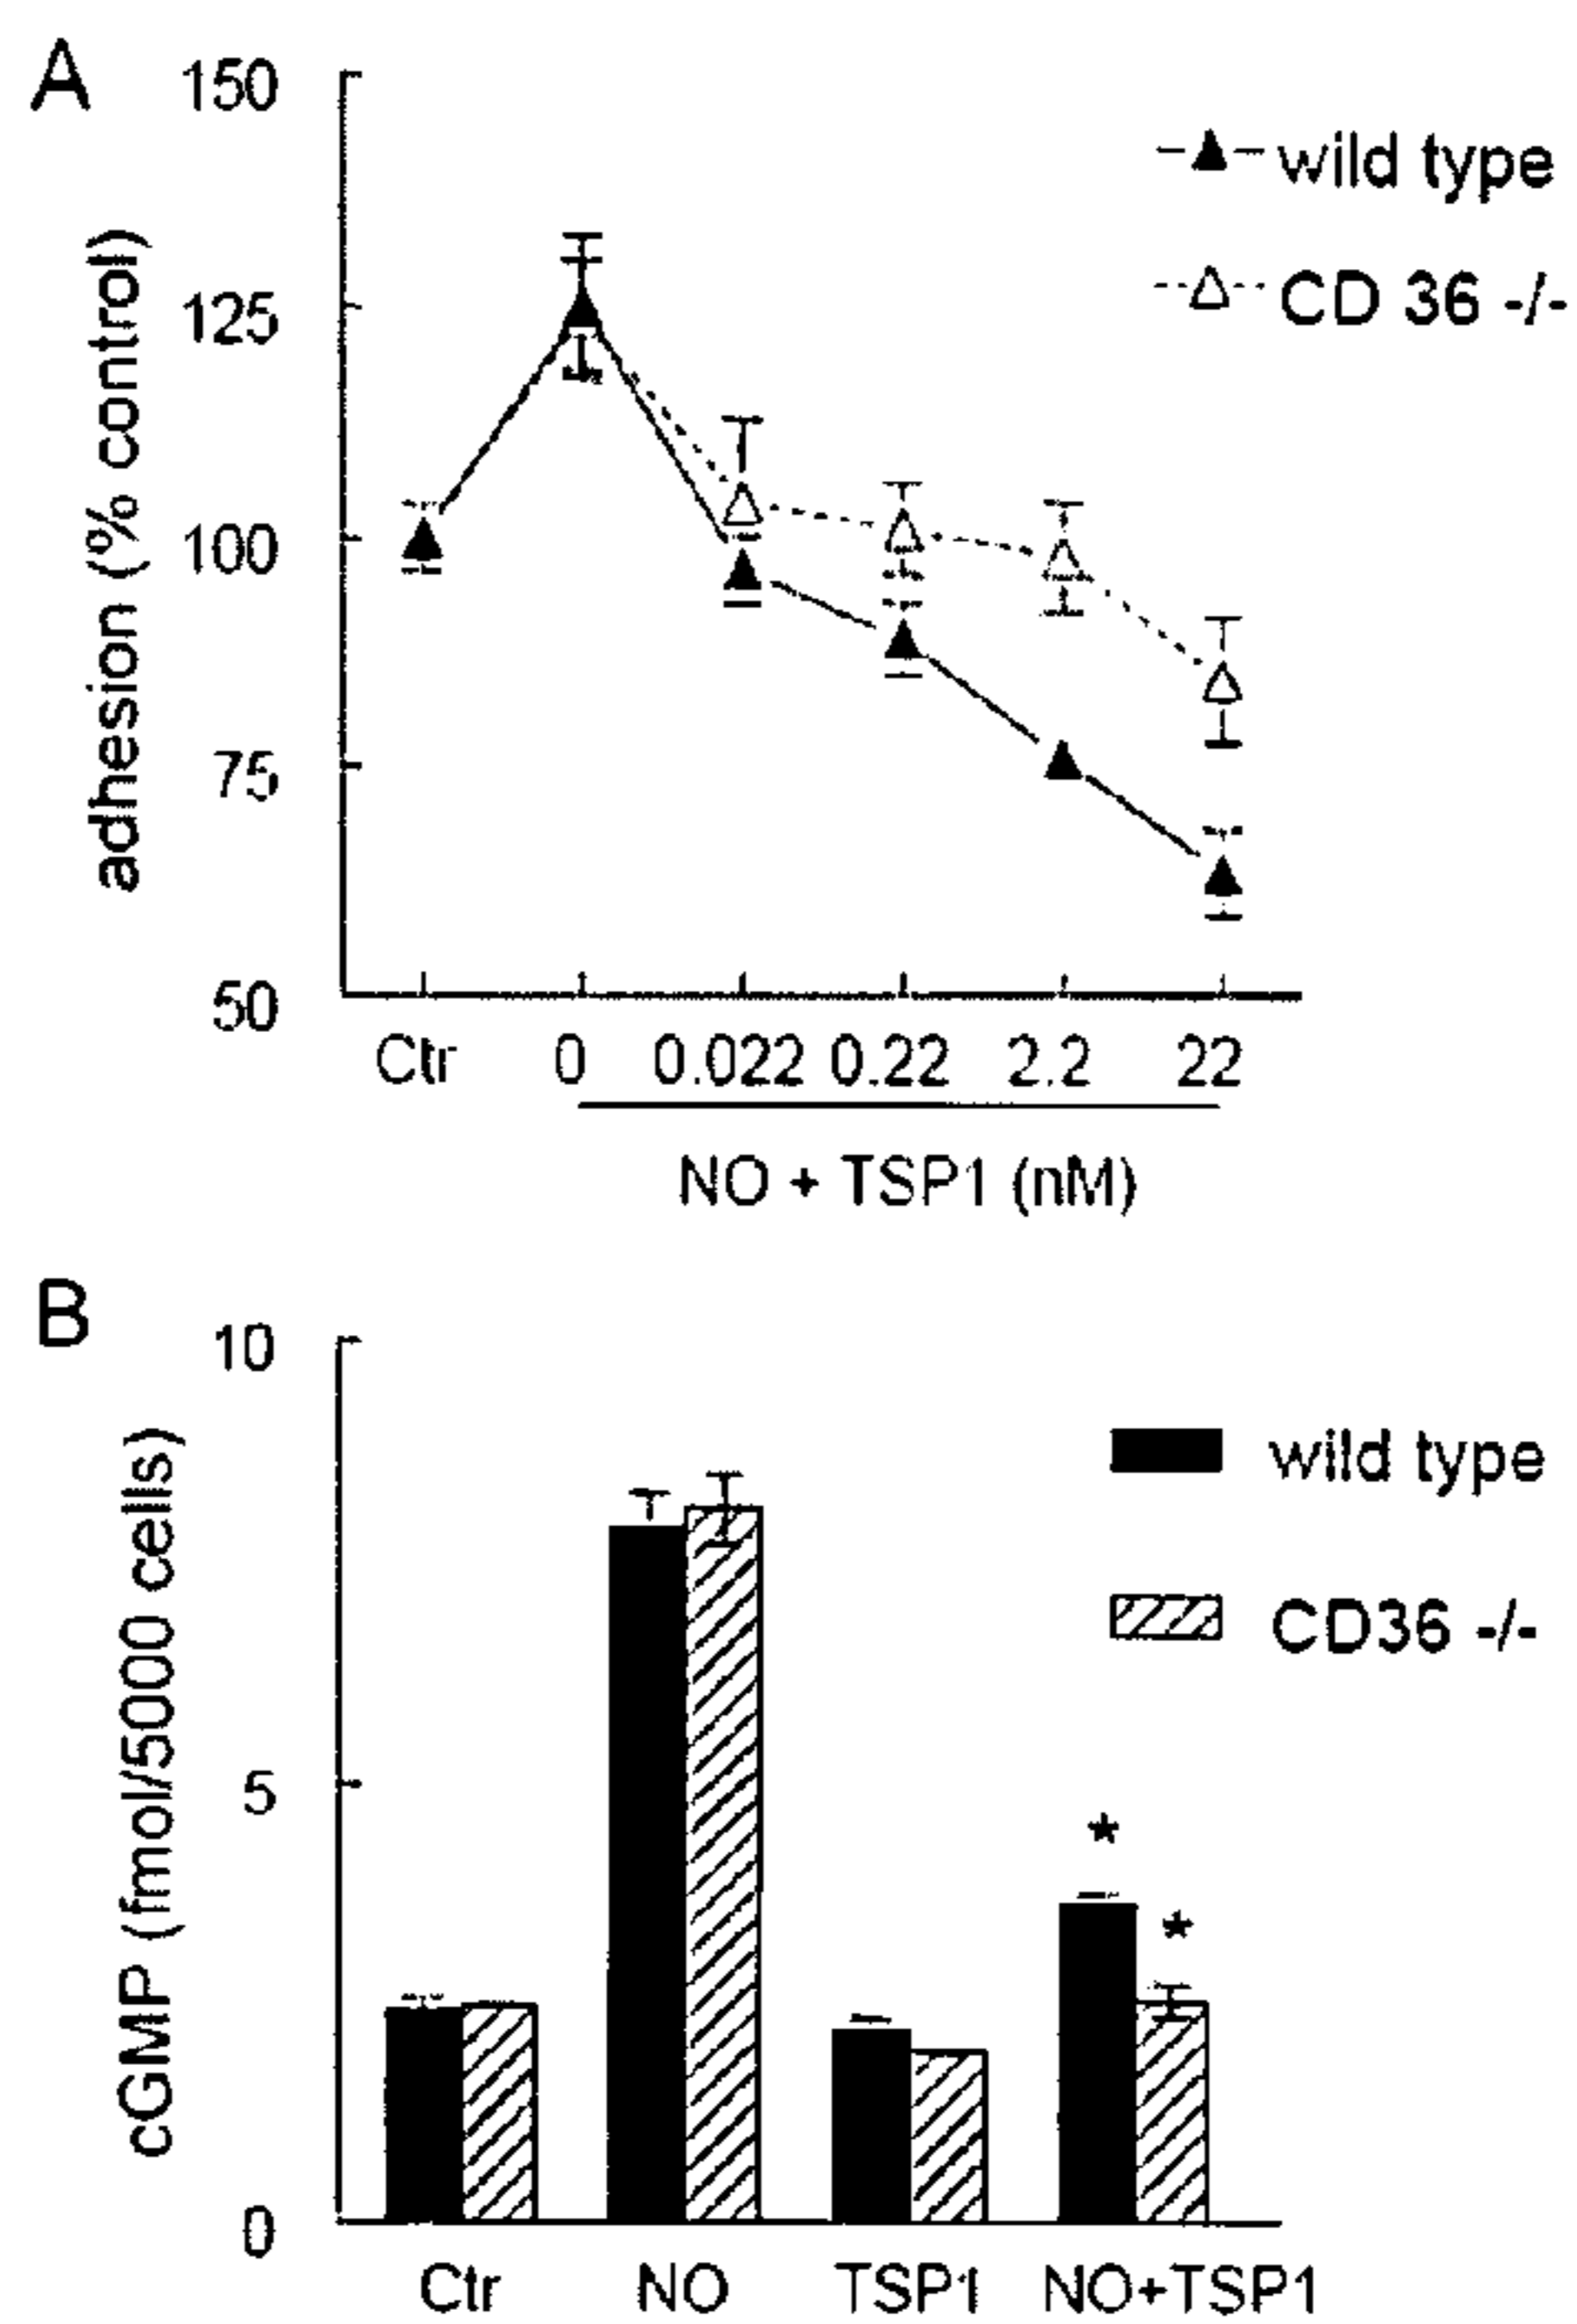 A
150
125
100
75
50
adhesion (% control)
wild type
CD 36 -/-
Ctr 0 0.022 0.22 2.2 22
NO + TSP1 (nM)
B
10
5
0
cGMP (fmol/5000 cells)
wild type
CD36 -/-
*
*
Ctr NO TSP1 NO+TSP1